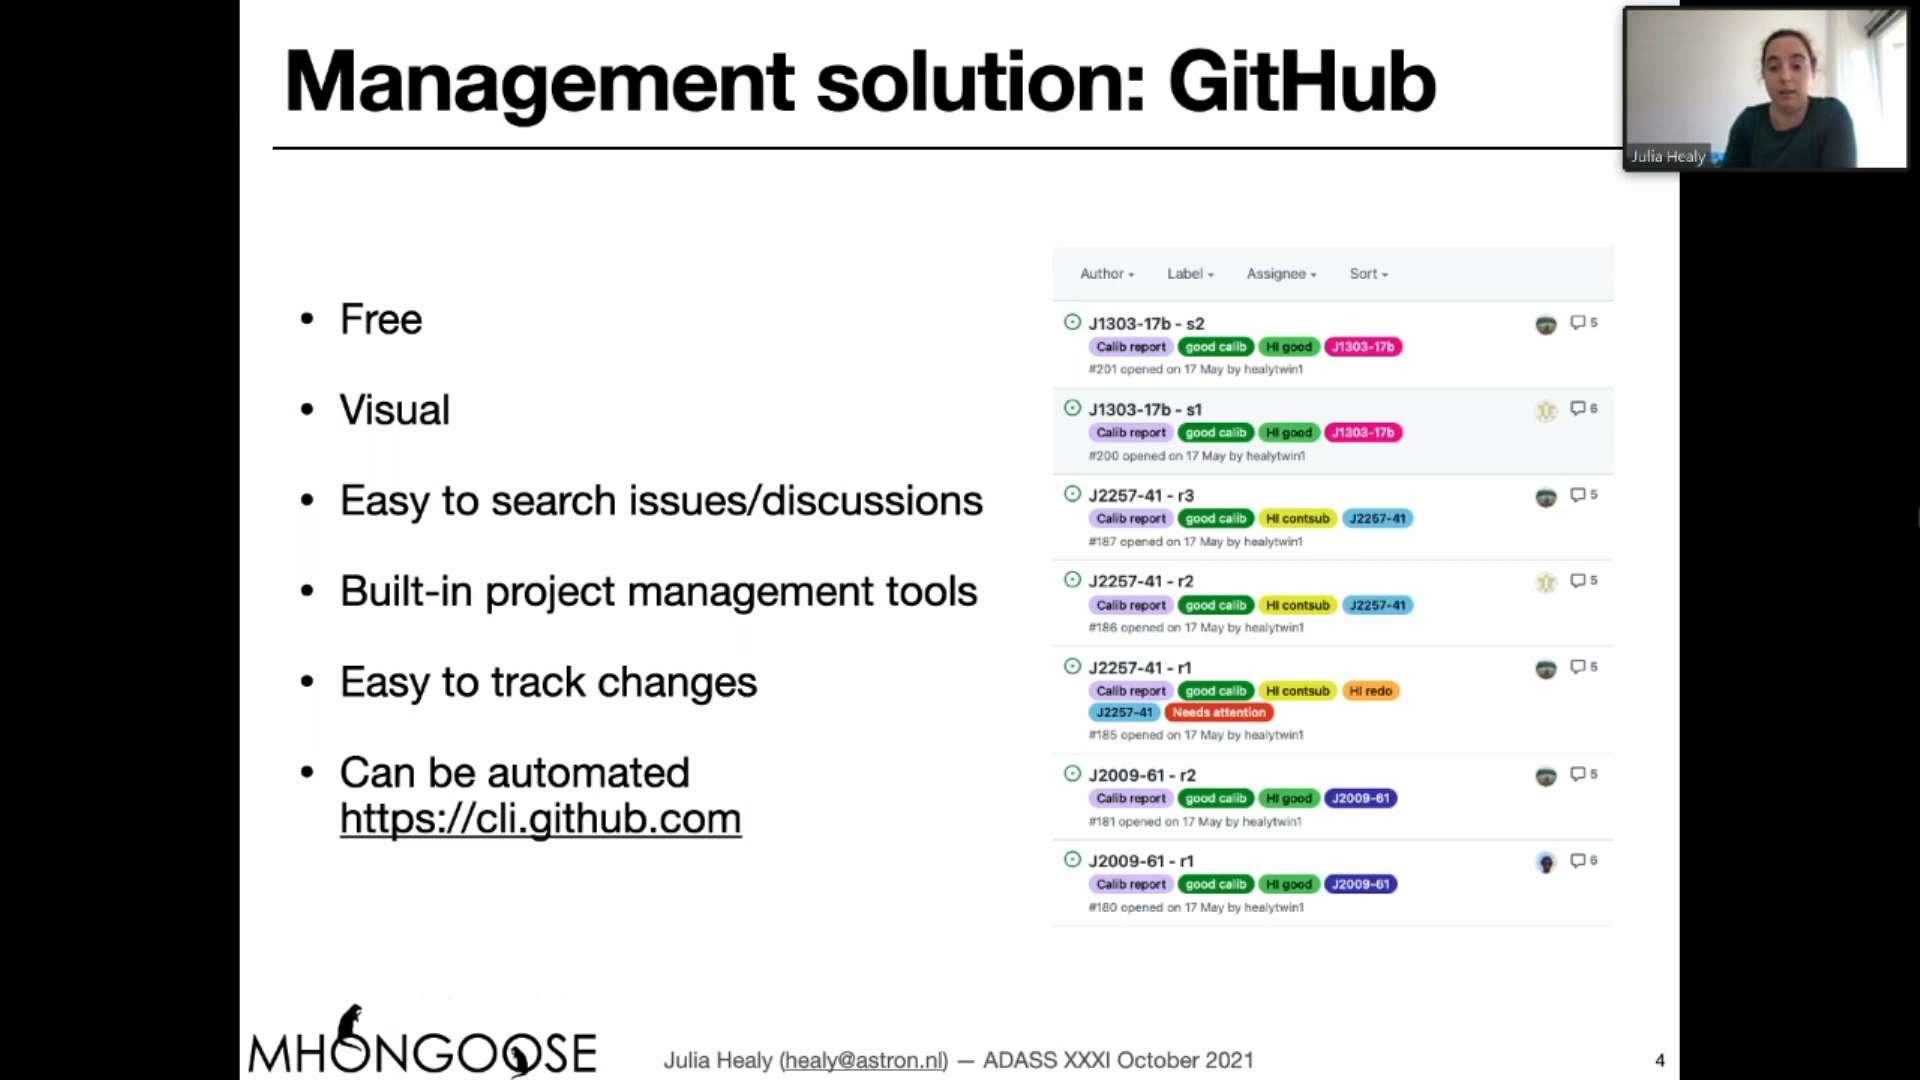 Management solution: GitHub
Julia Healy
• Free
• Visual
• Easy to search issues/discussions
• Built-in project management tools
• Easy to track changes
• Can be automated
https://cli.github.com
Author Label Assignee Sort
J1303-17b - s2 5
Calib report good calib HI good J1303-17b
#201 opened on 17 May by healytwin1
J1303-17b - s1 6
Calib report good calib HI good J1303-17b
#200 opened on 17 May by healytwin1
J2257-41 - r3 5
Calib report good calib HI contsub J2257-41
#187 opened on 17 May by healytwin1
J2257-41 - r2 5
Calib report good calib HI contsub J2257-41
#186 opened on 17 May by healytwin1
J2257-41 - r1 5
Calib report good calib HI contsub HI redo
J2257-41 Needs attention
#185 opened on 17 May by healytwin1
J2009-61 - r2 5
Calib report good calib HI good J2009-61
#181 opened on 17 May by healytwin1
J2009-61 - r1 6
Calib report good calib HI good J2009-61
#180 opened on 17 May by healytwin1
MHONGOOSE
Julia Healy (healy@astron.nl) — ADASS XXXI October 2021
4